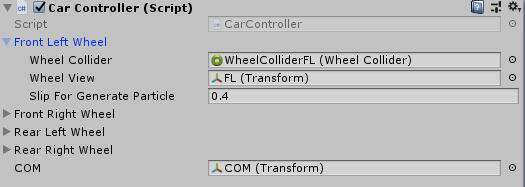 Car Controller (Script)
Script CarController
Front Left Wheel
Wheel Collider WheelColliderFL (Wheel Collider)
Wheel View FL (Transform)
Slip For Generate Particle 0.4
Front Right Wheel
Rear Left Wheel
Rear Right Wheel
COM COM (Transform)